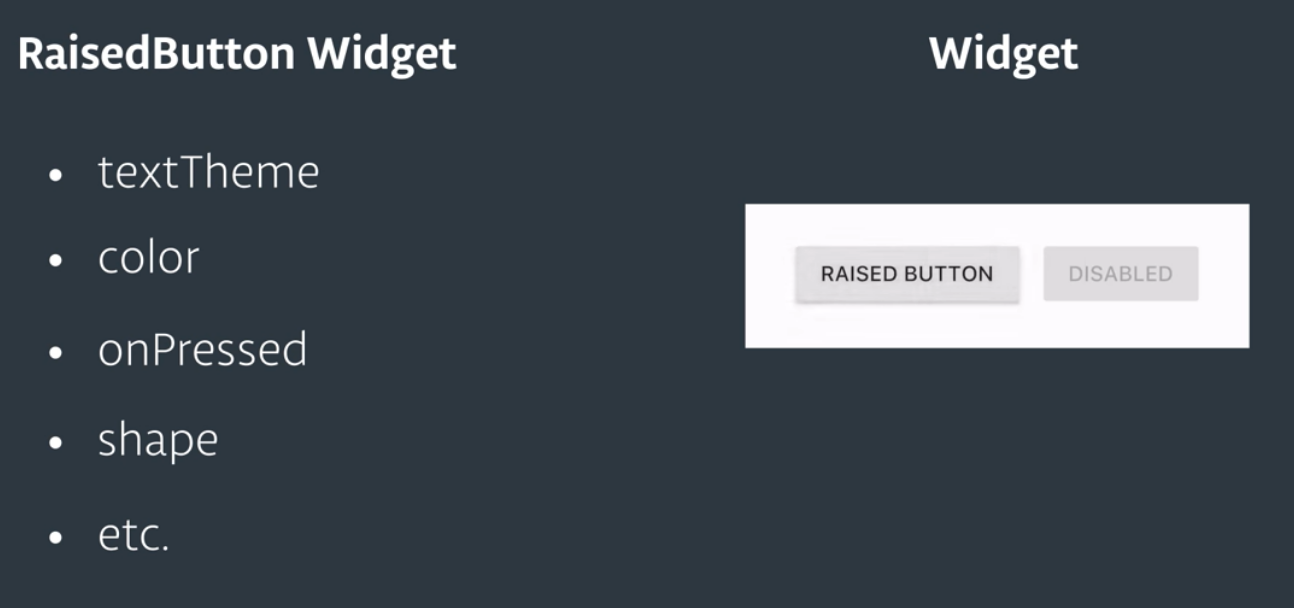 RaisedButton Widget
• textTheme
• color
• onPressed
• shape
• etc.
Widget
RAISED BUTTON
DISABLED